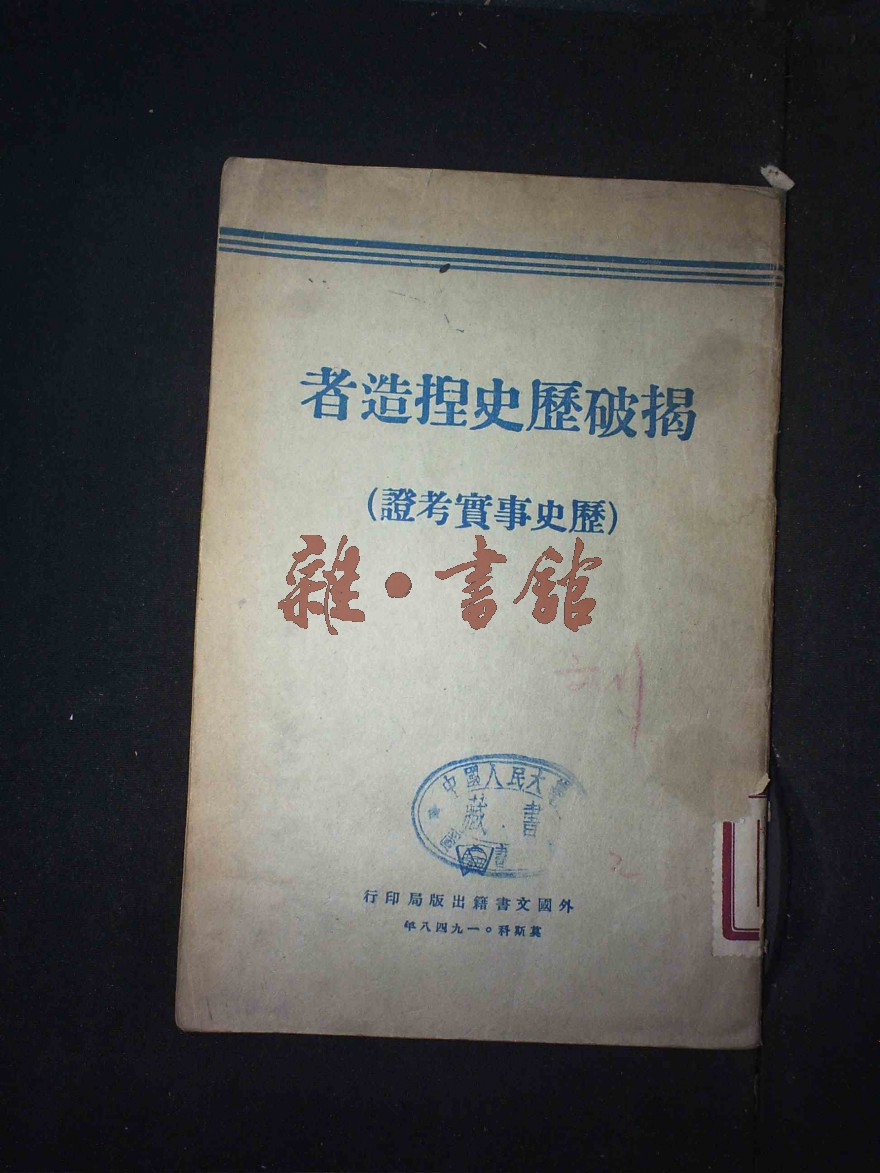 揭破歷史捏造者
(歷史事實考證)
雜·書館
中國人民大學
藏書
圖書
外國文書籍出版局印行
莫斯科。一九四八年